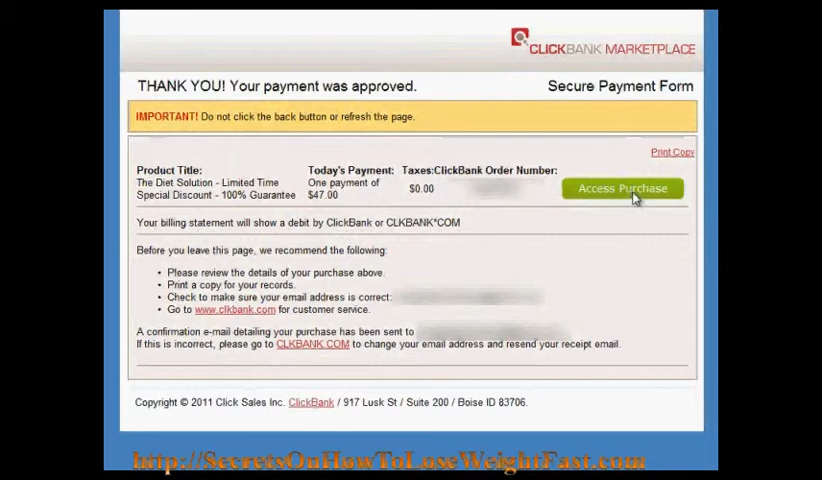 CLICKBANK MARKETPLACE
THANK YOU! Your payment was approved. Secure Payment Form
IMPORTANT! Do not click the back button or refresh the page.
Print Copy
Product Title: Today's Payment: Taxes: ClickBank Order Number:
The Diet Solution - Limited Time One payment of $0.00 Access Purchase
Special Discount - 100% Guarantee $47.00
Your billing statement will show a debit by ClickBank or CLKBANK*COM
Before you leave this page, we recommend the following:
• Please review the details of your purchase above.
• Print a copy for your records.
• Check to make sure your email address is correct:
• Go to www.clkbank.com for customer service.
A confirmation e-mail detailing your purchase has been sent to
If this is incorrect, please go to CLKBANK.COM to change your email address and resend your receipt email.
Copyright © 2011 Click Sales Inc. ClickBank / 917 Lusk St / Suite 200 / Boise ID 83706.
http://SecretsOnHowToLoseWeightFast.com